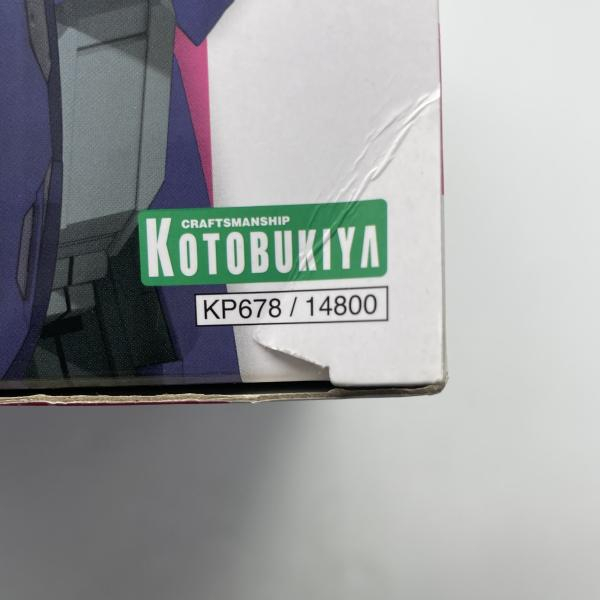 CRAFTSMANSHIP
KOTOBUKIYA
KP678 / 14800